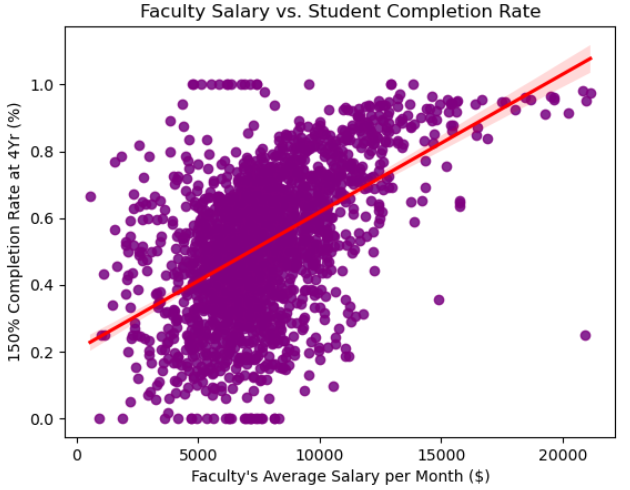 Faculty Salary vs. Student Completion Rate
150% Completion Rate at 4Yr (%)
1.0
0.8
0.6
0.4
0.2
0.0
0 5000 10000 15000 20000
Faculty's Average Salary per Month ($)